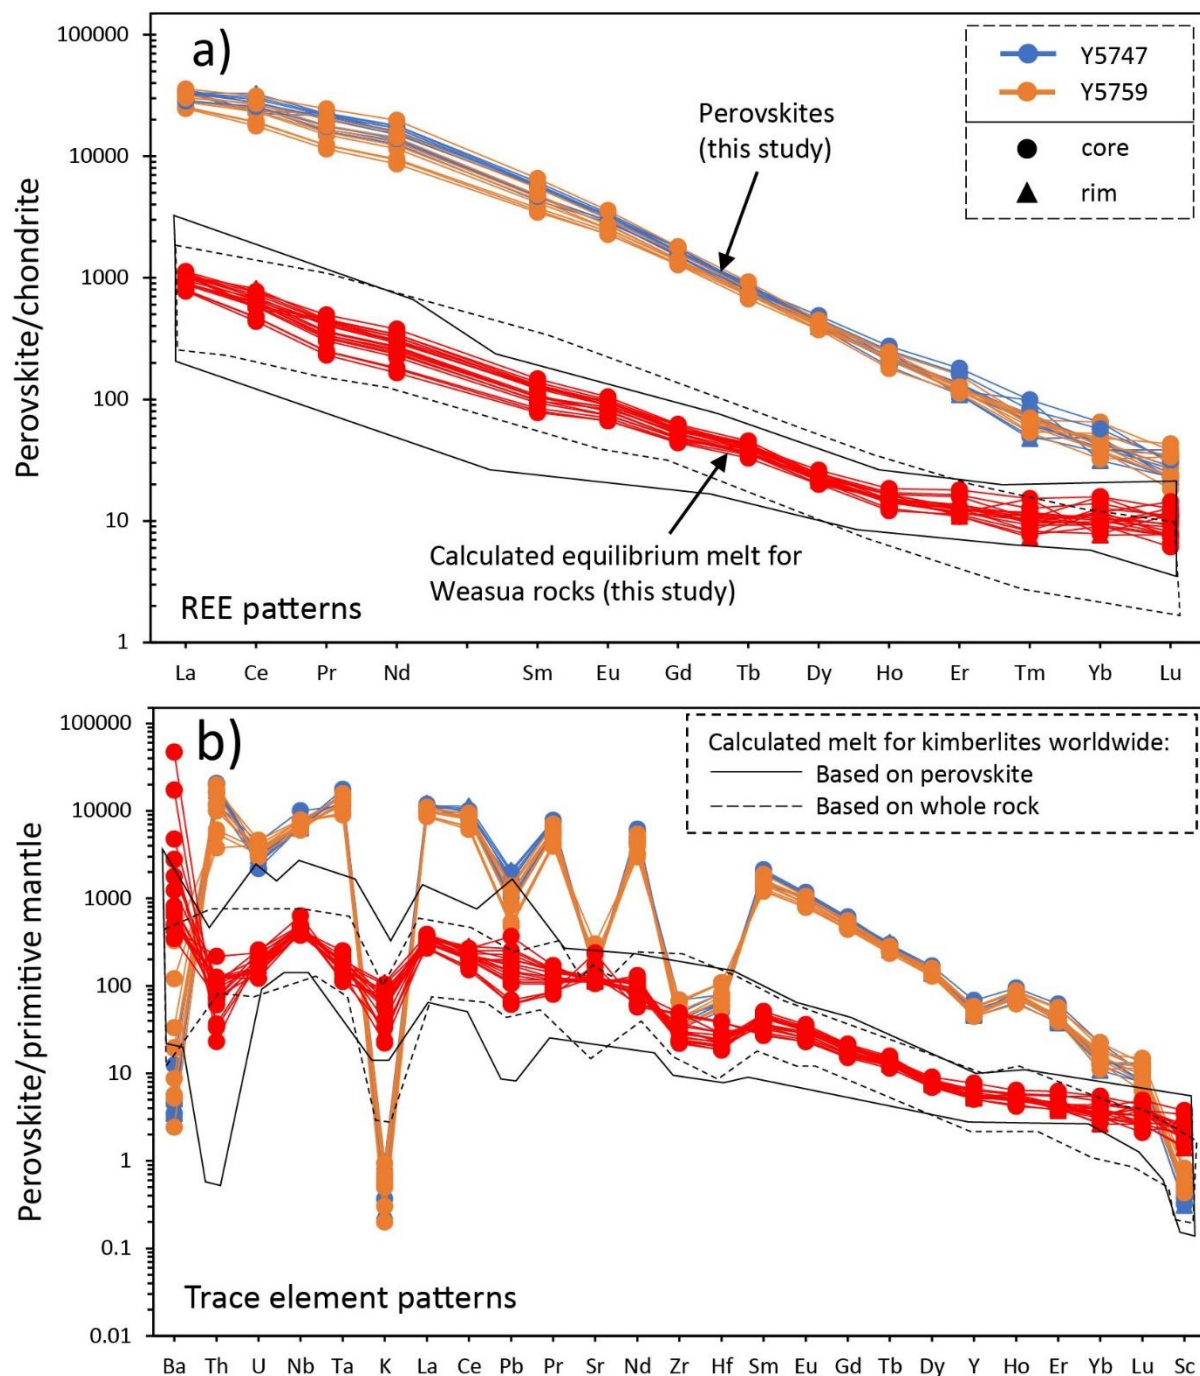 a)
Perovskite/chondrite
100000
10000
1000
100
10
1
Y5747
Y5759
core
rim
Perovskites
(this study)
Calculated equilibrium melt for
Weasua rocks (this study)
REE patterns
La Ce Pr Nd Sm Eu Gd Tb Dy Ho Er Tm Yb Lu
b)
Perovskite/primitive mantle
100000
10000
1000
100
10
1
0.1
0.01
Calculated melt for kimberlites worldwide:
Based on perovskite
Based on whole rock
Trace element patterns
Ba Th U Nb Ta K La Ce Pb Pr Sr Nd Zr Hf Sm Eu Gd Tb Dy Y Ho Er Yb Lu Sc